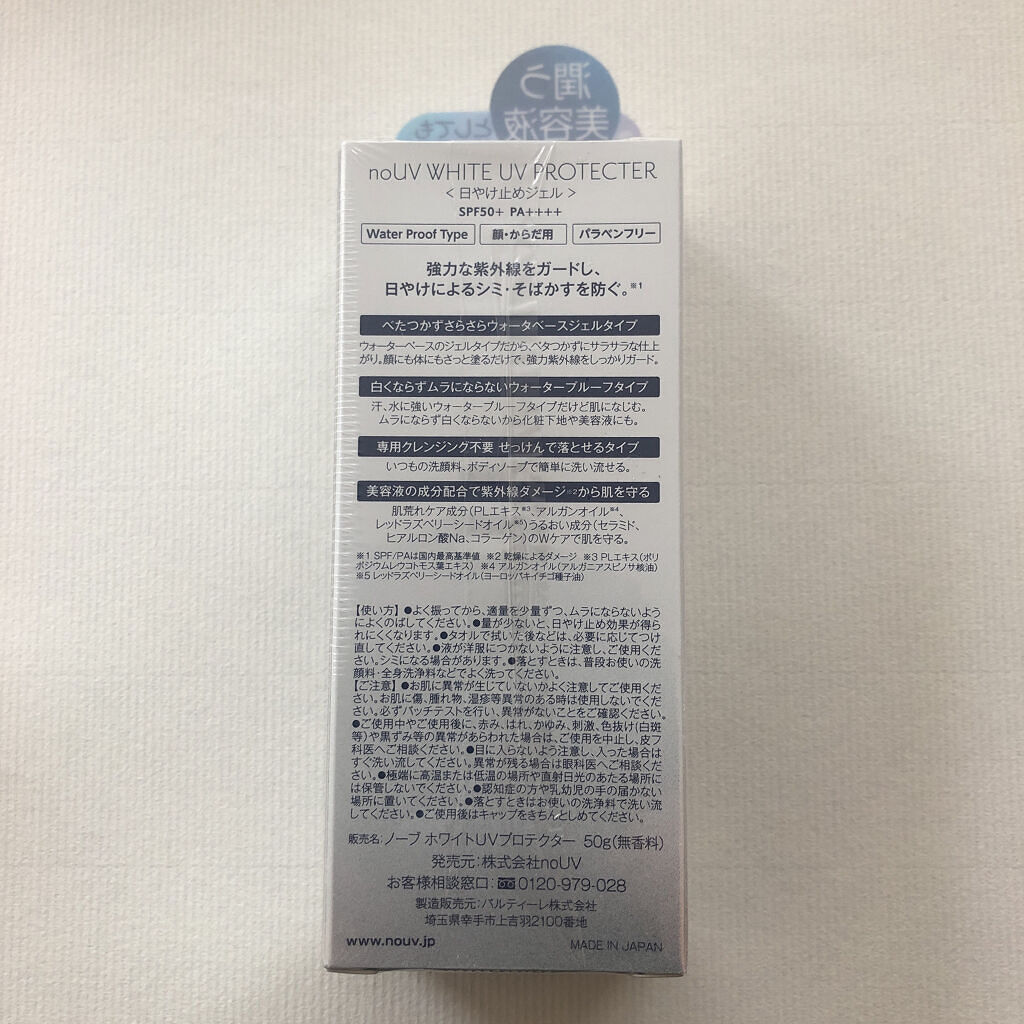 潤う
美容液
としても
noUV WHITE UV PROTECTER
＜日やけ止めジェル＞
SPF50+ PA++++
Water Proof Type 顔・からだ用 パラベンフリー
強力な紫外線をガードし、
日やけによるシミ・そばかすを防ぐ。※1
べたつかずさらさらウォータベースジェルタイプ
ウォーターベースのジェルタイプだから、ベタつかずにサラサラな仕上
がり。顔にも体にもさっと塗るだけで、強力紫外線をしっかりガード。
白くならずムラにならないウォータープルーフタイプ
汗、水に強いウォータープルーフタイプだけど肌になじむ。
ムラにならず白くならないから化粧下地や美容液にも。
専用クレンジング不要 せっけんで落とせるタイプ
いつもの洗顔料、ボディソープで簡単に洗い流せる。
美容液の成分配合で紫外線ダメージ※2から肌を守る
肌荒れケア成分（PLエキス※3、アルガンオイル※4、
レッドラズベリーシードオイル※5）うるおい成分（セラミド、
ヒアルロン酸Na、コラーゲン）のWケアで肌を守る。
※1 SPF/PAは国内最高基準値 ※2 乾燥によるダメージ ※3 PLエキス（ポリ
ポジウムレウコトモス葉エキス） ※4 アルガンオイル（アルガニアスピノサ核油）
※5 レッドラズベリーシードオイル（ヨーロッパキイチゴ種子油）
【使い方】●よく振ってから、適量を少量ずつ、ムラにならないよう
によくのばしてください。●量が少ないと、日やけ止め効果が得ら
れにくくなります。●タオルで拭いた後などは、必要に応じてつけ
直してください。●液が洋服につかないように注意し、ご使用くだ
さい。シミになる場合があります。●落とすときは、普段お使いの洗
顔料・全身洗浄料などでよく洗ってください。
【ご注意】●お肌に異常が生じていないかよく注意してご使用くだ
さい。お肌に傷、腫れ物、湿疹等異常のある時は使用しないでくだ
さい。必ずパッチテストを行い、異常がないことをご確認ください。
●ご使用中やご使用後に、赤み、はれ、かゆみ、刺激、色抜け（白斑
等）や黒ずみ等の異常があらわれた場合は、ご使用を中止し、皮フ
科医へご相談ください。●目に入らないよう注意し、入った場合は
すぐ洗い流してください。異常が残る場合は眼科医へご相談くださ
い。●極端に高温または低温の場所や直射日光のあたる場所に
は保管しないでください。●認知症の方や乳幼児の手の届かない
場所に置いてください。●落とすときはお使いの洗浄料で洗い流
してください。●ご使用後はキャップをきちんとしめてください。
販売名：ノーブ ホワイトUVプロテクター 50g（無香料）
発売元：株式会社noUV
お客様相談窓口：0120-979-028
製造販売元：バルティーレ株式会社
埼玉県幸手市上吉羽2100番地
www.nouv.jp MADE IN JAPAN